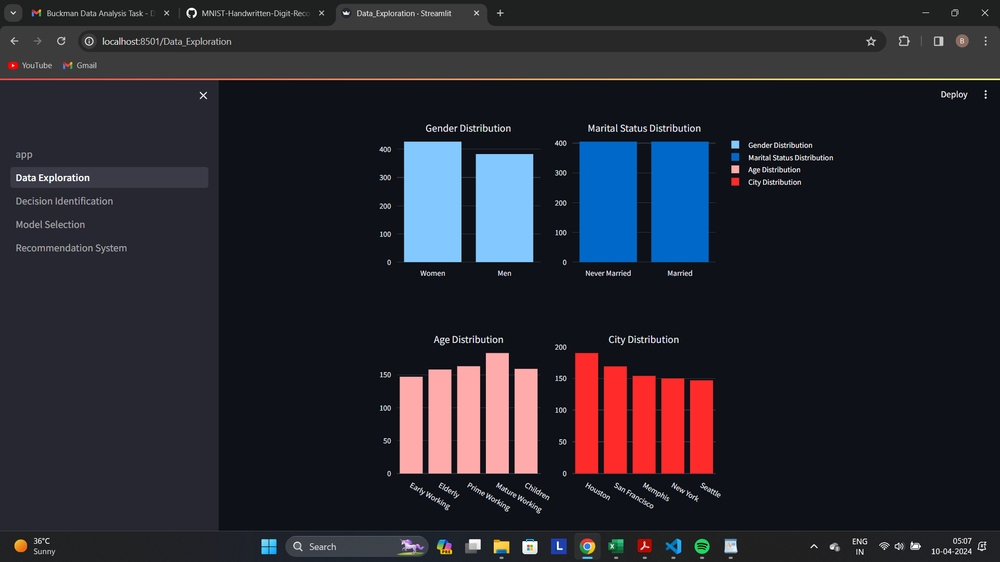 Buckman Data Analysis Task - D
MNIST-Handwritten-Digit-Reco
Data_Exploration · Streamlit
localhost:8501/Data_Exploration
B
YouTube
Gmail
Deploy
app
Data Exploration
Decision Identification
Model Selection
Recommendation System
Gender Distribution
400
300
200
100
0
Women
Men
Marital Status Distribution
400
300
200
100
0
Never Married
Married
Gender Distribution
Marital Status Distribution
Age Distribution
City Distribution
Age Distribution
150
100
50
0
Early Working
Elderly
Prime Working
Mature Working
Children
City Distribution
200
150
100
50
0
Houston
San Francisco
Memphis
New York
Seattle
36°C
Sunny
Search
PRE
L
ENG
IN
05:07
10-04-2024